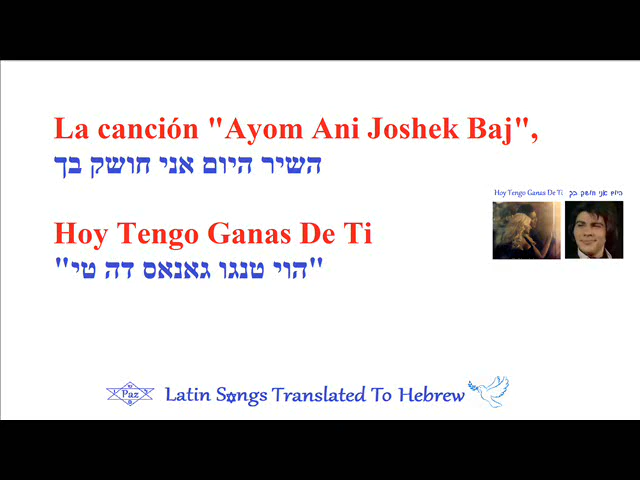 La canción "Ayom Ani Joshek Baj",
השיר היום אני חושק בך
Hoy Tengo Ganas De Ti
"הוי טנגו גאנאס דה טי"
Hoy Tengo Ganas De Ti היום אני חושק בך
Paz
Latin Songs Translated To Hebrew